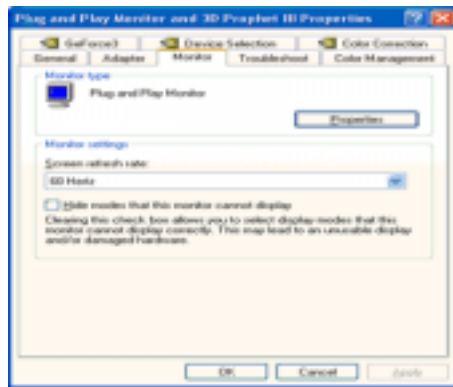 Plug and Play Monitor and 3D Prophet III Properties
GeForce3 Device Selection Color Correction
General Adapter Monitor Troubleshoot Color Management
Monitor type
Plug and Play Monitor
Properties
Monitor settings
Screen refresh rate:
60 Hertz
Hide modes that this monitor cannot display
Clearing this check box allows you to select display modes that this
monitor cannot display correctly. This may lead to an unusable display
and/or damaged hardware.
OK Cancel Apply